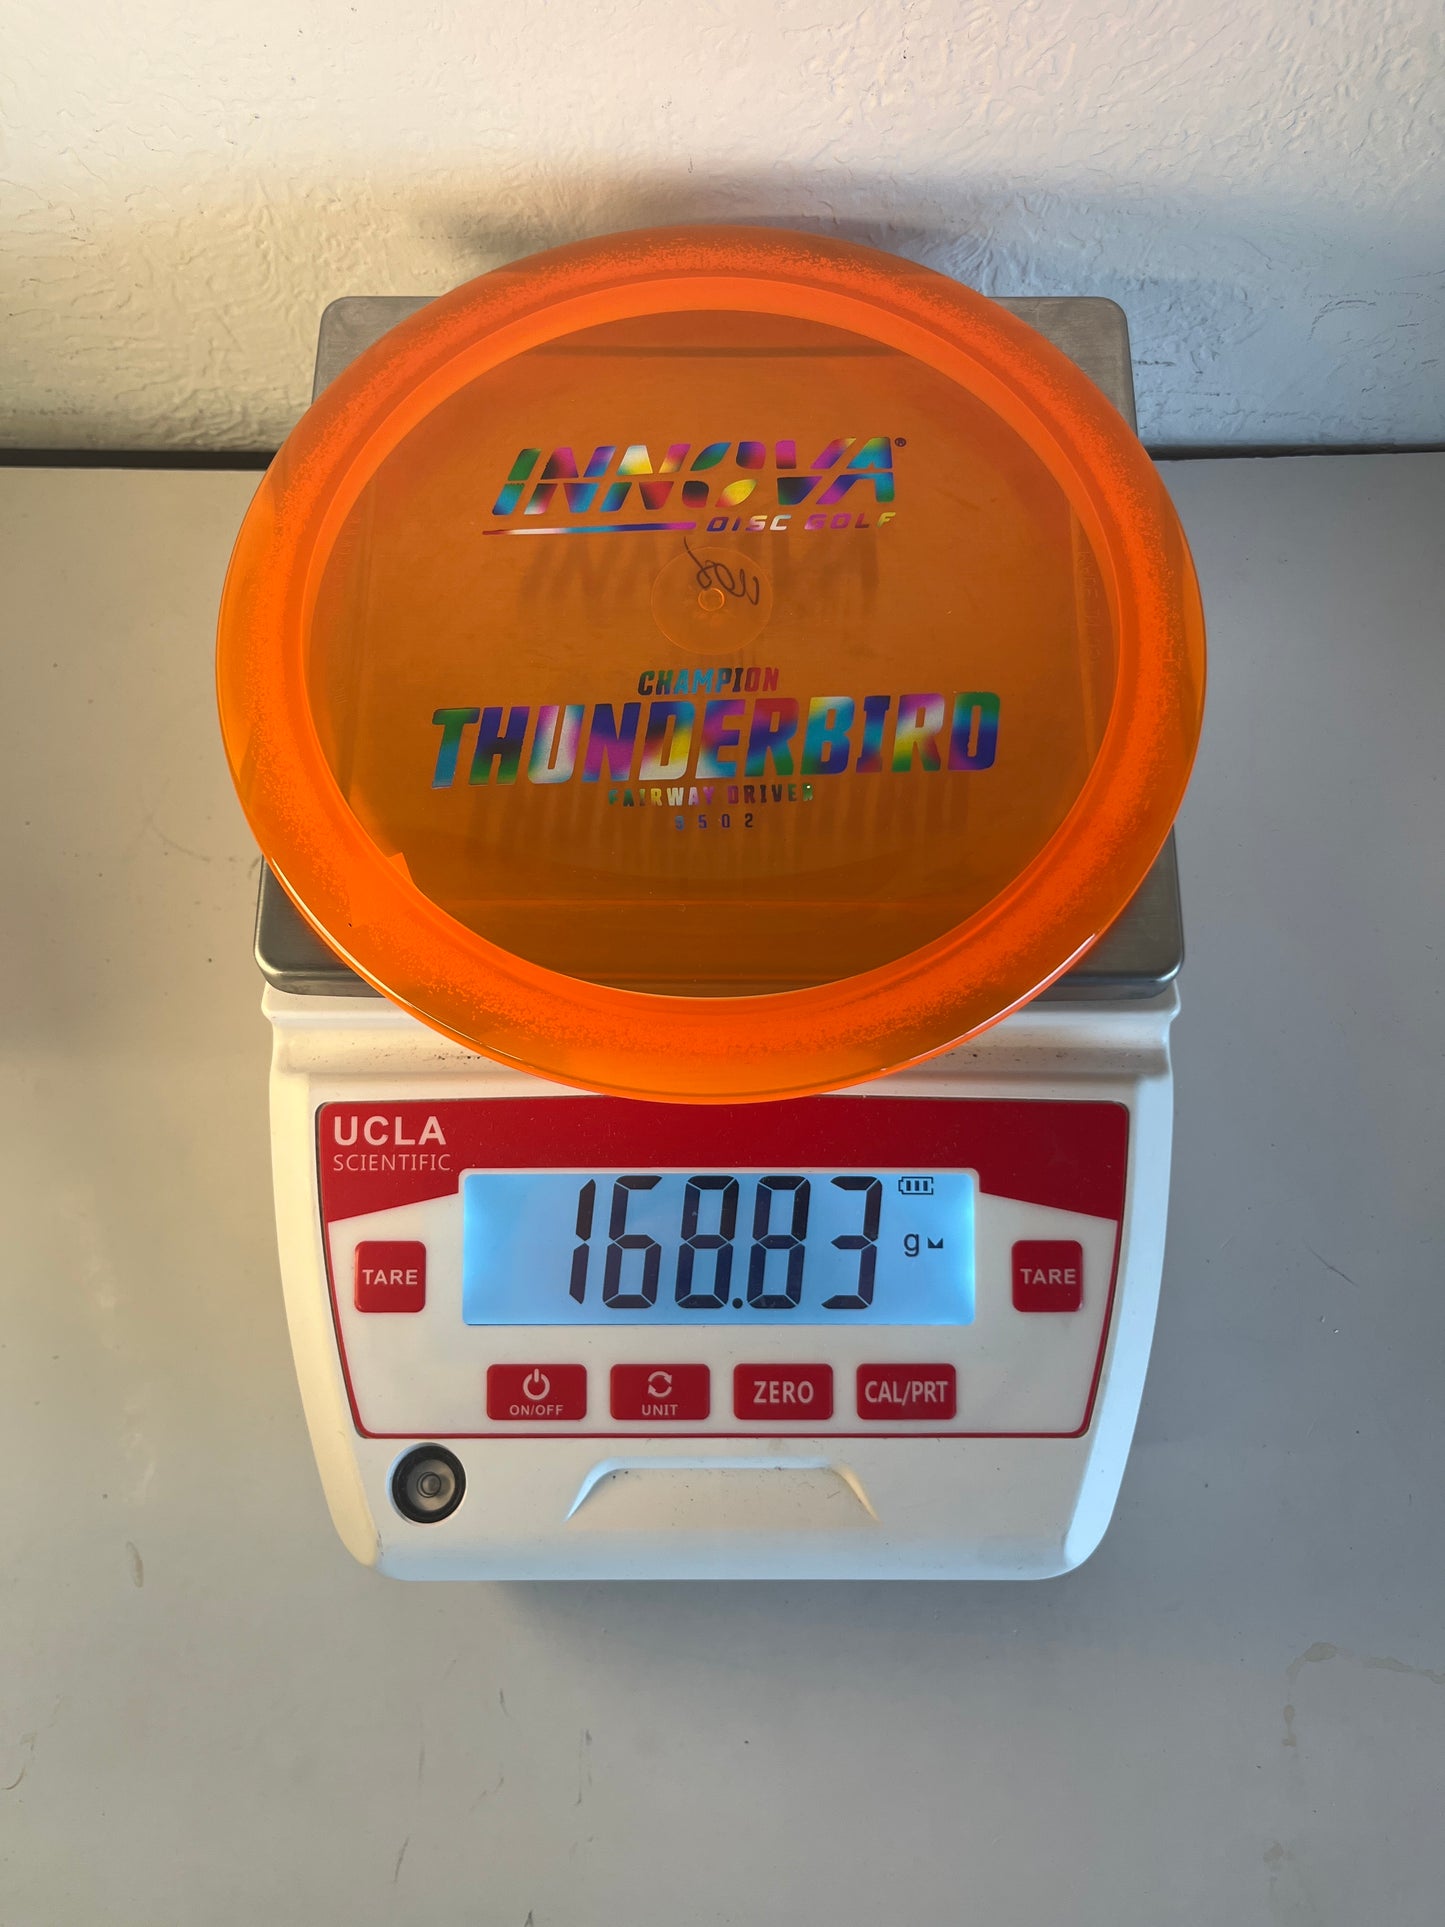 INNOVA®
DISC GOLF
CHAMPION
THUNDERBIRD
FAIRWAY DRIVER
9 5 0 2
UCLA
SCIENTIFIC
168.83
g
TARE
TARE
ON/OFF
UNIT
ZERO
CAL/PRT